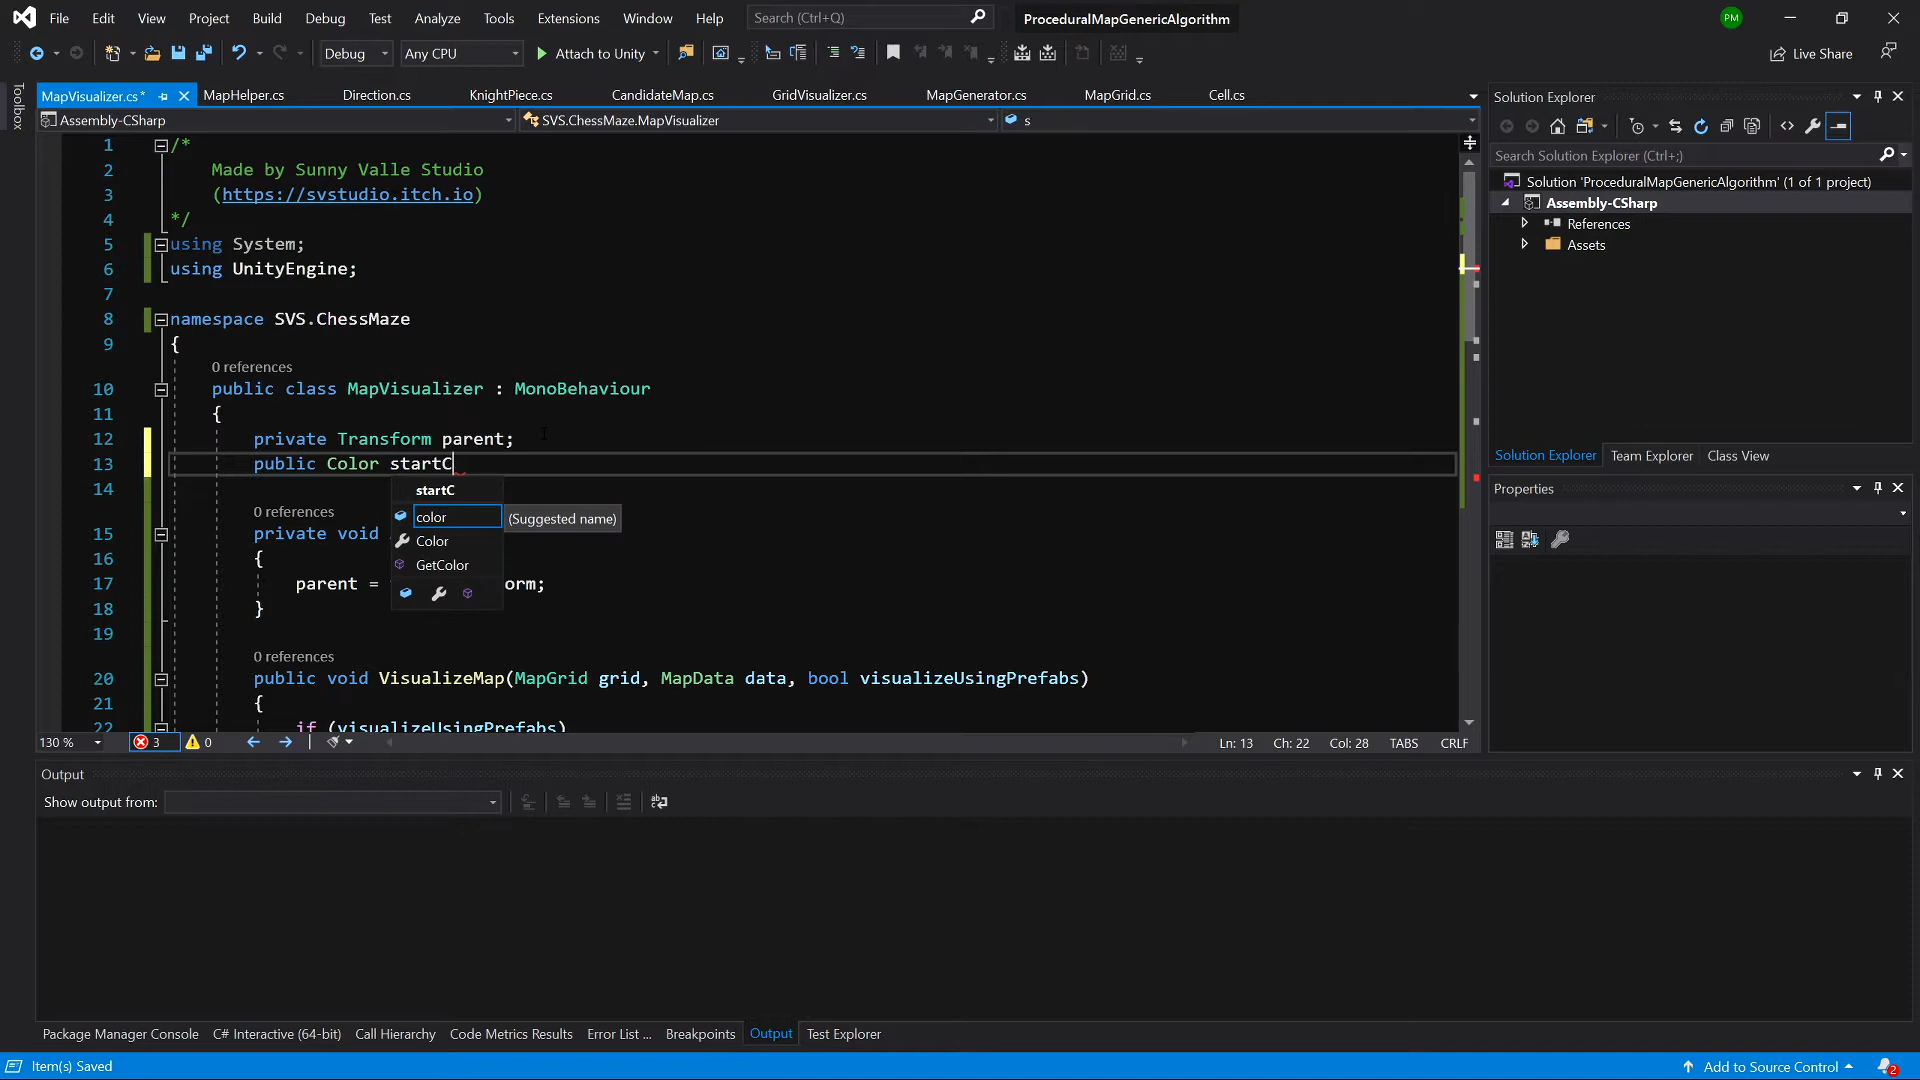 File Edit View Project Build Debug Test Analyze Tools Extensions Window Help Search (Ctrl+Q) ProceduralMapGenericAlgorithm PM
Debug Any CPU Attach to Unity Live Share
Toolbox
MapVisualizer.cs* MapHelper.cs Direction.cs KnightPiece.cs CandidateMap.cs GridVisualizer.cs MapGenerator.cs MapGrid.cs Cell.cs
Assembly-CSharp SVS.ChessMaze.MapVisualizer s
1 /*
2 Made by Sunny Valle Studio
3 (https://svstudio.itch.io)
4 */
5 using System;
6 using UnityEngine;
7
8 namespace SVS.ChessMaze
9 {
0 references
10 public class MapVisualizer : MonoBehaviour
11 {
12 private Transform parent;
13 public Color startC
14
startC
color (Suggested name)
Color
GetColor
0 references
15 private void
16 {
17 parent = orm;
18 }
19
0 references
20 public void VisualizeMap(MapGrid grid, MapData data, bool visualizeUsingPrefabs)
21 {
22 if (visualizeUsingPrefabs)
130 % 3 0 Ln: 13 Ch: 22 Col: 28 TABS CRLF
Solution Explorer
Search Solution Explorer (Ctrl+;)
Solution 'ProceduralMapGenericAlgorithm' (1 of 1 project)
Assembly-CSharp
References
Assets
Solution Explorer Team Explorer Class View
Properties
Output
Show output from:
Package Manager Console C# Interactive (64-bit) Call Hierarchy Code Metrics Results Error List ... Breakpoints Output Test Explorer
Item(s) Saved Add to Source Control 2